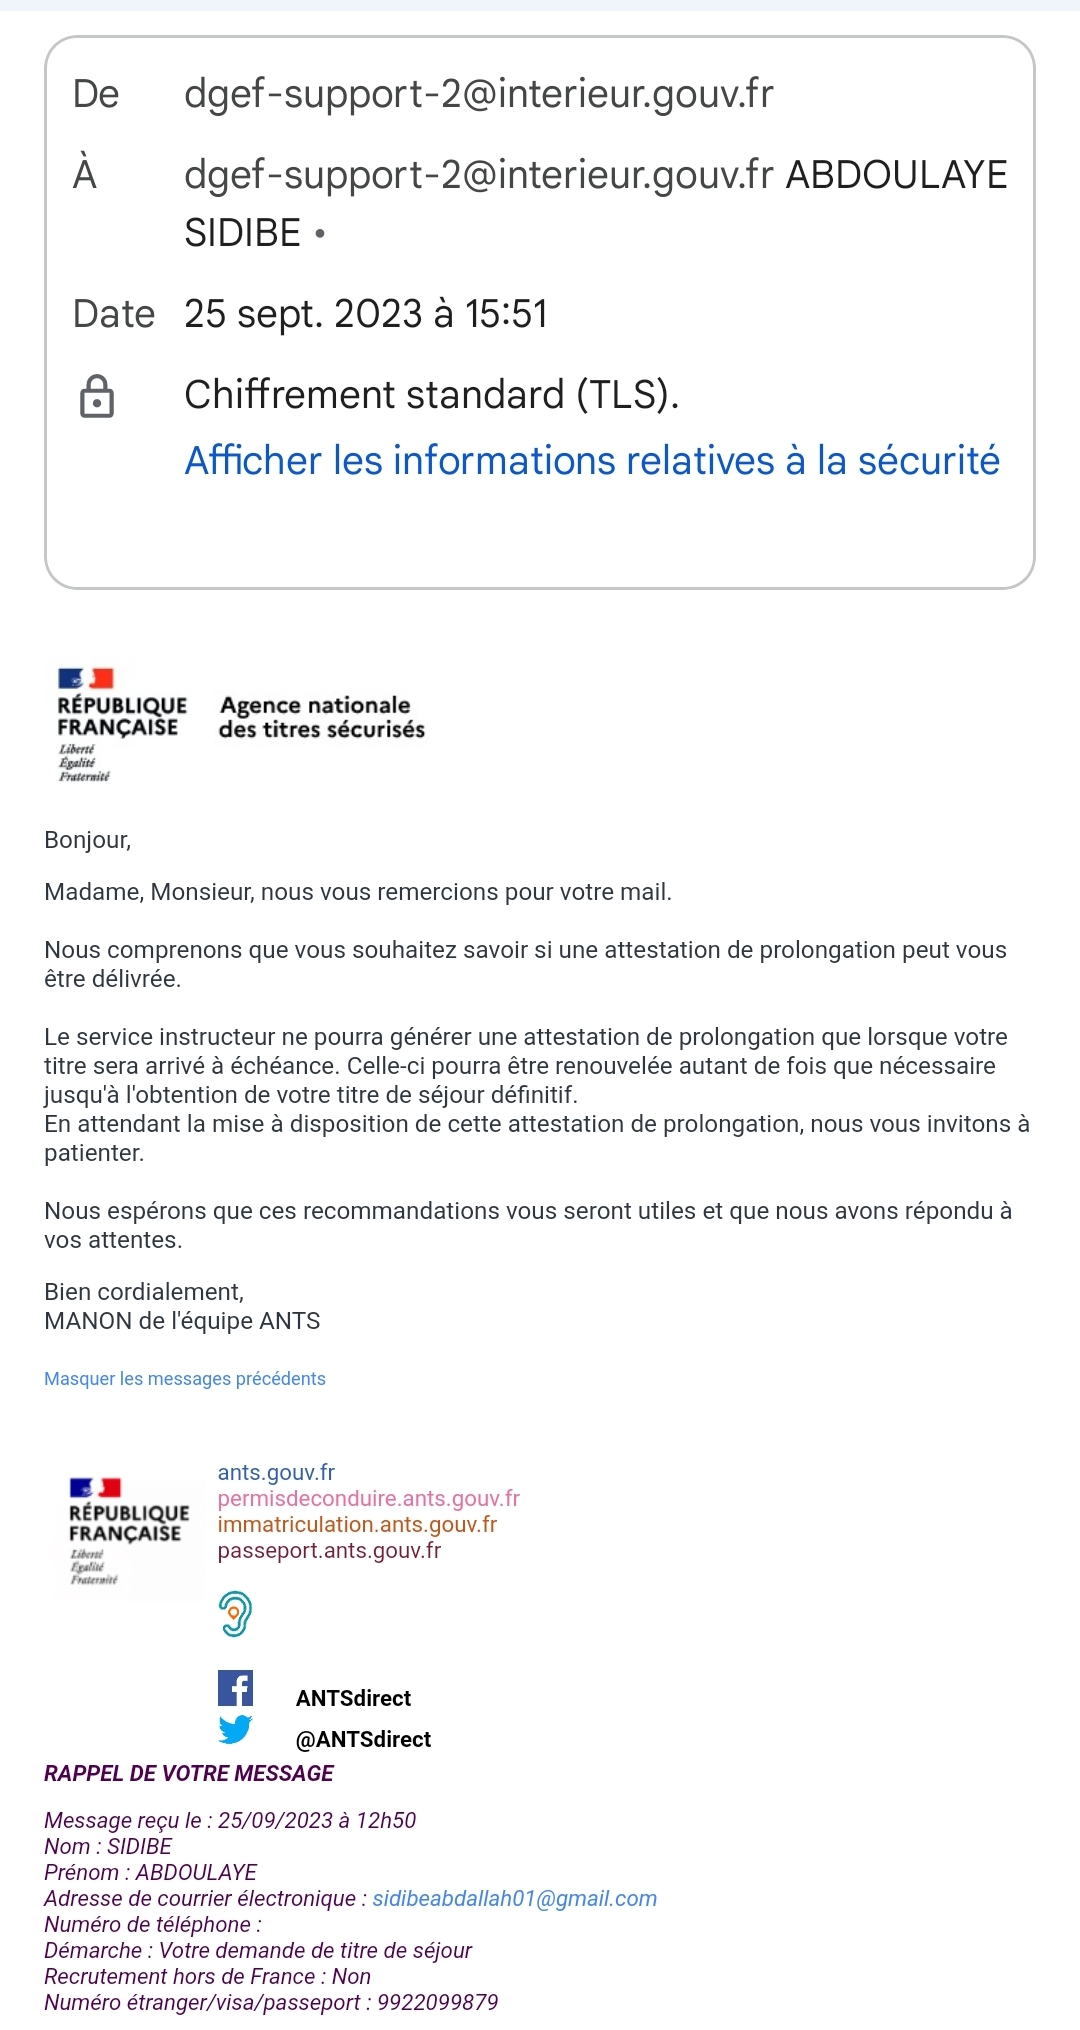 De dgef-support-2@interieur.gouv.fr
À dgef-support-2@interieur.gouv.fr ABDOULAYE
SIDIBE •
Date 25 sept. 2023 à 15:51
Chiffrement standard (TLS).
Afficher les informations relatives à la sécurité
RÉPUBLIQUE
FRANÇAISE
Liberté
Égalité
Fraternité
Agence nationale
des titres sécurisés
Bonjour,
Madame, Monsieur, nous vous remercions pour votre mail.
Nous comprenons que vous souhaitez savoir si une attestation de prolongation peut vous
être délivrée.
Le service instructeur ne pourra générer une attestation de prolongation que lorsque votre
titre sera arrivé à échéance. Celle-ci pourra être renouvelée autant de fois que nécessaire
jusqu'à l'obtention de votre titre de séjour définitif.
En attendant la mise à disposition de cette attestation de prolongation, nous vous invitons à
patienter.
Nous espérons que ces recommandations vous seront utiles et que nous avons répondu à
vos attentes.
Bien cordialement,
MANON de l'équipe ANTS
Masquer les messages précédents
RÉPUBLIQUE
FRANÇAISE
Liberté
Égalité
Fraternité
ants.gouv.fr
permisdeconduire.ants.gouv.fr
immatriculation.ants.gouv.fr
passeport.ants.gouv.fr
ANTSdirect
@ANTSdirect
RAPPEL DE VOTRE MESSAGE
Message reçu le : 25/09/2023 à 12h50
Nom : SIDIBE
Prénom : ABDOULAYE
Adresse de courrier électronique : sidibeabdallah01@gmail.com
Numéro de téléphone :
Démarche : Votre demande de titre de séjour
Recrutement hors de France : Non
Numéro étranger/visa/passeport : 9922099879